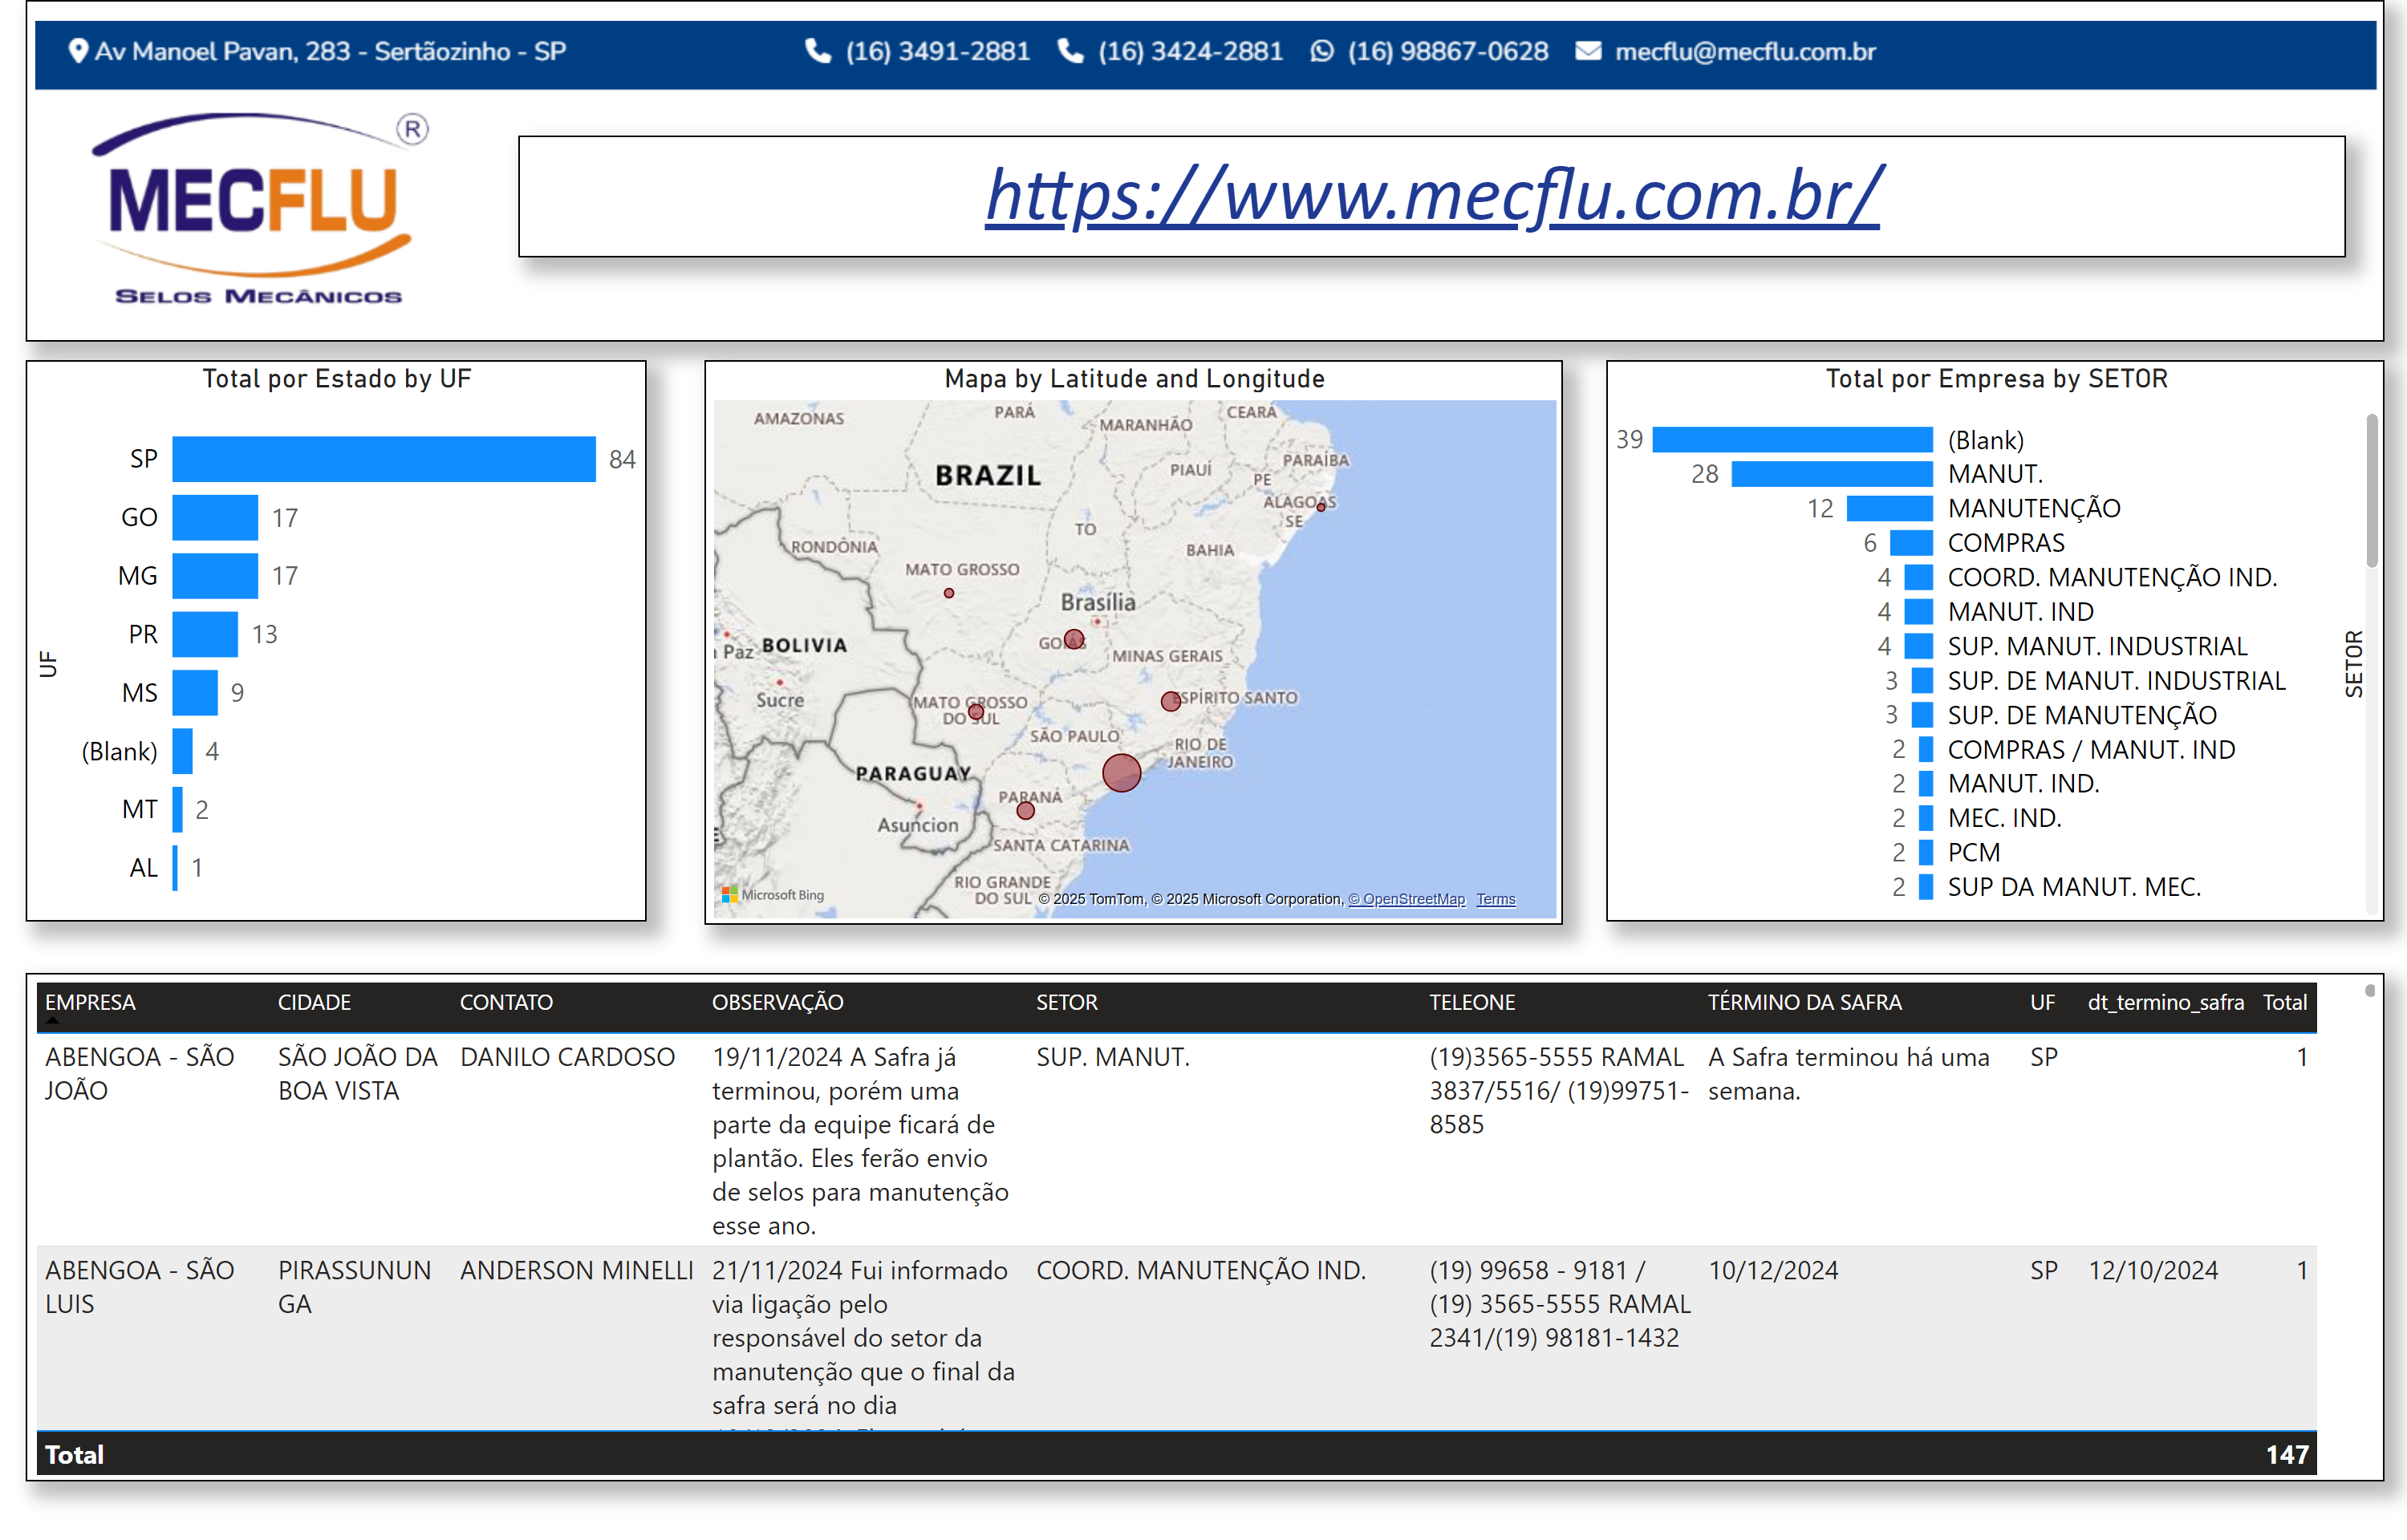 Av Manoel Pavan, 283 - Sertãozinho - SP
(16) 3491-2881
(16) 3424-2881
(16) 98867-0628
mecflu@mecflu.com.br
MECFLU ®
SELOS MECÂNICOS
https://www.mecflu.com.br/
Total por Estado by UF
UF
SP 84
GO 17
MG 17
PR 13
MS 9
(Blank) 4
MT 2
AL 1
Mapa by Latitude and Longitude
AMAZONAS
PARÁ
MARANHÃO
CEARÁ
BRAZIL
PIAUÍ
PARAÍBA
PE
ALAGOAS
SE
TO
RONDÔNIA
BAHIA
MATO GROSSO
Brasília
GOIÁS
Paz
BOLIVIA
MINAS GERAIS
Sucre
MATO GROSSO
DO SUL
ESPÍRITO SANTO
SÃO PAULO
RIO DE
JANEIRO
PARAGUAY
PARANÁ
Asuncion
SANTA CATARINA
RIO GRANDE
DO SUL
Microsoft Bing
© 2025 TomTom, © 2025 Microsoft Corporation, © OpenStreetMap Terms
Total por Empresa by SETOR
39 (Blank)
28 MANUT.
12 MANUTENÇÃO
6 COMPRAS
4 COORD. MANUTENÇÃO IND.
4 MANUT. IND
4 SUP. MANUT. INDUSTRIAL
3 SUP. DE MANUT. INDUSTRIAL
3 SUP. DE MANUTENÇÃO
2 COMPRAS / MANUT. IND
2 MANUT. IND.
2 MEC. IND.
2 PCM
2 SUP DA MANUT. MEC.
SETOR
EMPRESA CIDADE CONTATO OBSERVAÇÃO SETOR TELEONE TÉRMINO DA SAFRA UF dt_termino_safra Total
ABENGOA - SÃO SÃO JOÃO DA DANILO CARDOSO 19/11/2024 A Safra já SUP. MANUT. (19)3565-5555 RAMAL A Safra terminou há uma SP 1
JOÃO BOA VISTA terminou, porém uma 3837/5516/ (19)99751- semana.
parte da equipe ficará de 8585
plantão. Eles ferão envio
de selos para manutenção
esse ano.
ABENGOA - SÃO PIRASSUNUN ANDERSON MINELLI 21/11/2024 Fui informado COORD. MANUTENÇÃO IND. (19) 99658 - 9181 / 10/12/2024 SP 12/10/2024 1
LUIS GA via ligação pelo (19) 3565-5555 RAMAL
responsável do setor da 2341/(19) 98181-1432
manutenção que o final da
safra será no dia
Total 147